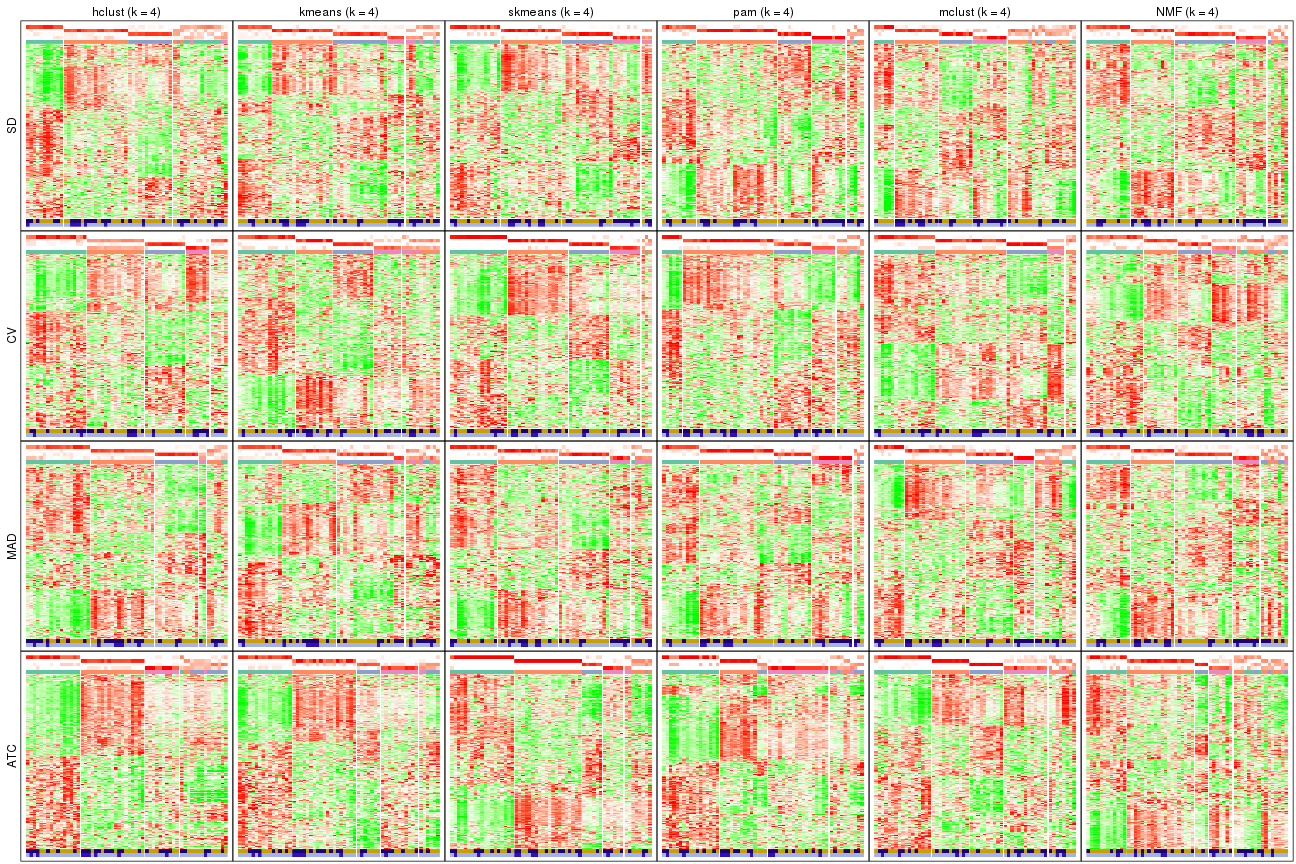 hclust (k = 4) kmeans (k = 4) skmeans (k = 4) pam (k = 4) mclust (k = 4) NMF (k = 4)
SD
CV
MAD
ATC